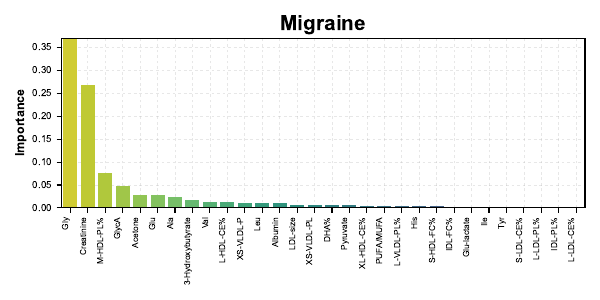 Migraine
Importance
0.35
0.30
0.25
0.20
0.15
0.10
0.05
0.00
Gly
Creatinine
M-HDL-PL%
GlycA
Acetone
Glu
Ala
3-Hydroxybutyrate
Val
L-HDL-CE%
XS-VLDL-P
Leu
Albumin
LDL-size
XS-VLDL-PL
DHA%
Pyruvate
XL-HDL-CE%
PUFA/MUFA
L-VLDL-PL%
His
S-HDL-FC%
IDL-FC%
Glu-lactate
Ile
Tyr
S-LDL-CE%
L-LDL-PL%
IDL-PL%
L-LDL-CE%